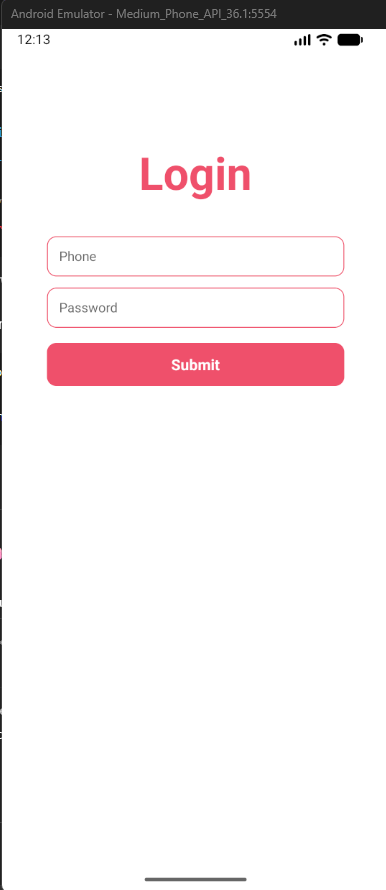 Android Emulator - Medium_Phone_API_36.1:5554
12:13
Login
Phone
Password
Submit